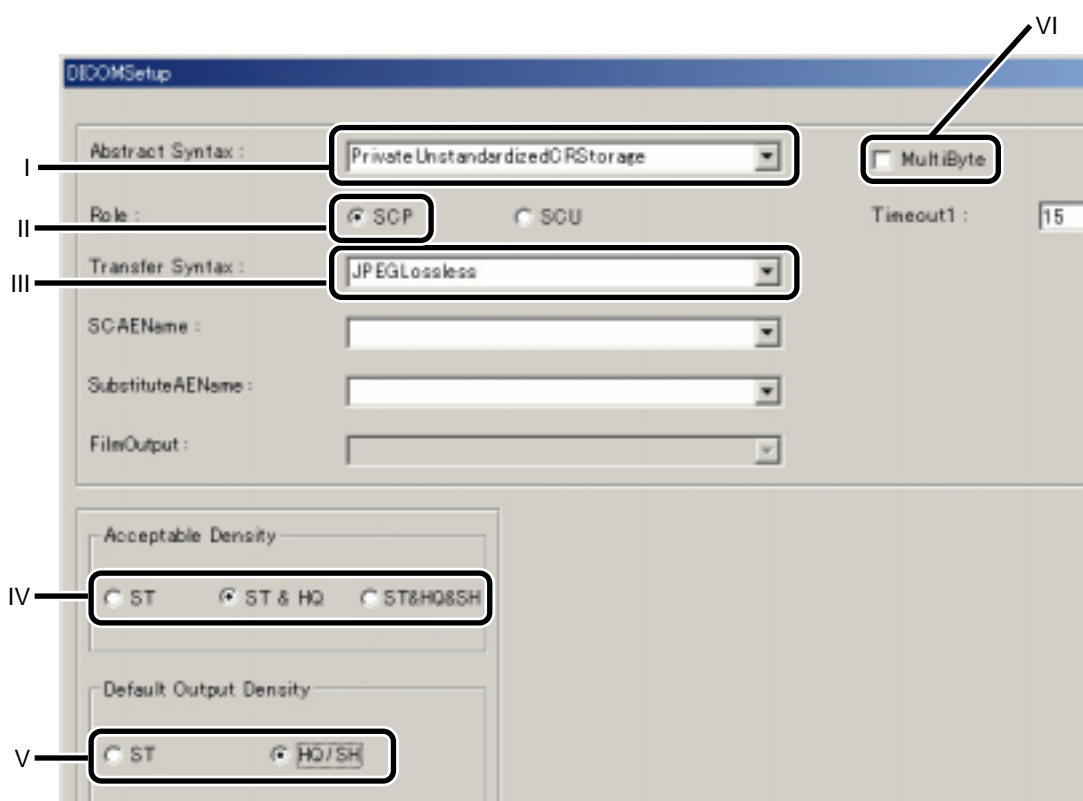 VI
DICOMSetup
I
Abstract Syntax :
PrivateUnstandardizedCRStorage
MultiByte
II
Role :
SCP
SCU
Timeout1 :
15
III
Transfer Syntax :
JPEGLossless
SCAEName :
SubstituteAEName :
FilmOutput :
Acceptable Density
IV
ST
ST & HQ
ST&HQ&SH
Default Output Density
V
ST
HQ/SH